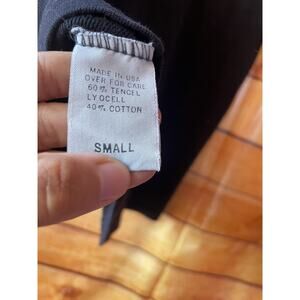 MADE IN USA
OVER FOR CARE
60% TENCEL
LYOCELL
40% COTTON
SMALL